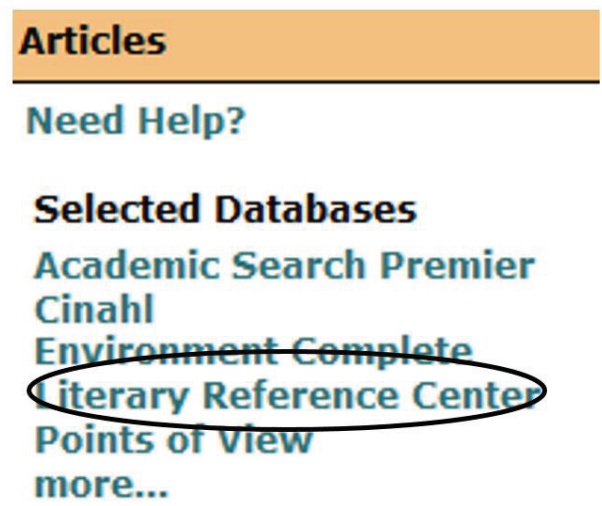 Articles
Need Help?
Selected Databases
Academic Search Premier
Cinahl
Environment Complete
Literary Reference Center
Points of View
more...